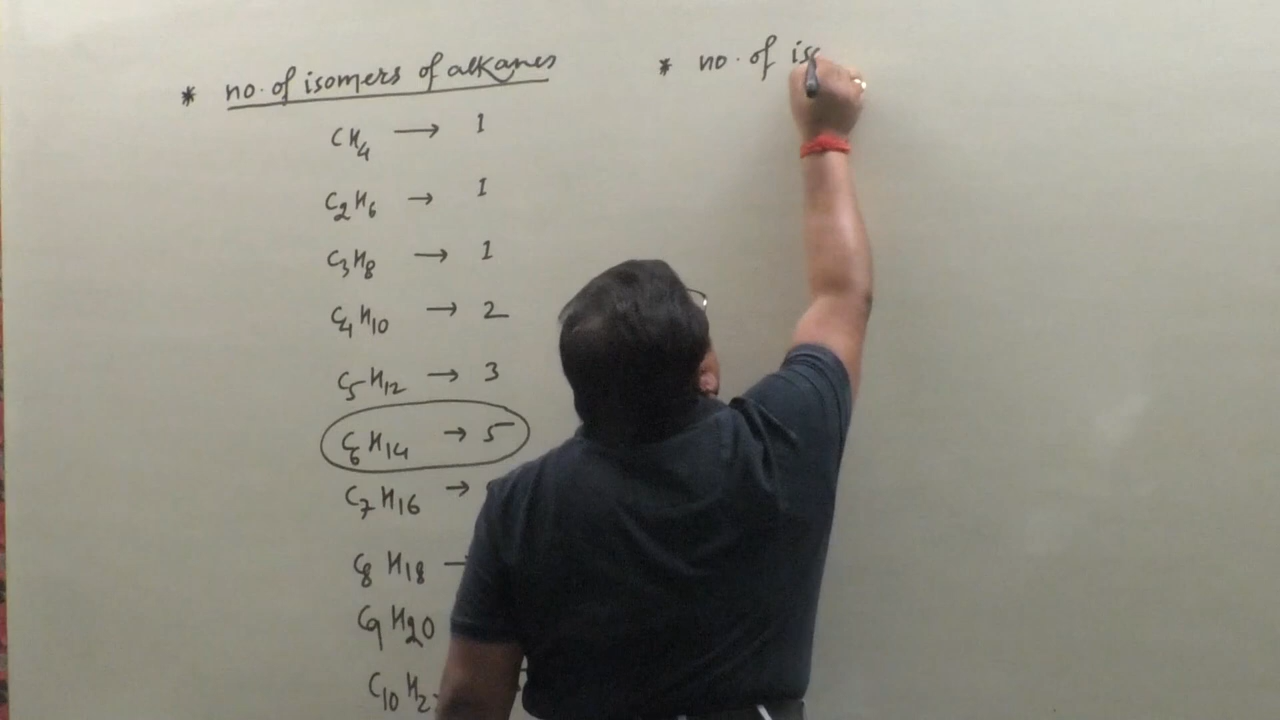 * no. of isomers of alkanes
CH4 → 1
C2H6 → 1
C3H8 → 1
C4H10 → 2
C5H12 → 3
C6H14 → 5
C7H16 →
C8H18 –
C9H20
C10H2
* no. of is